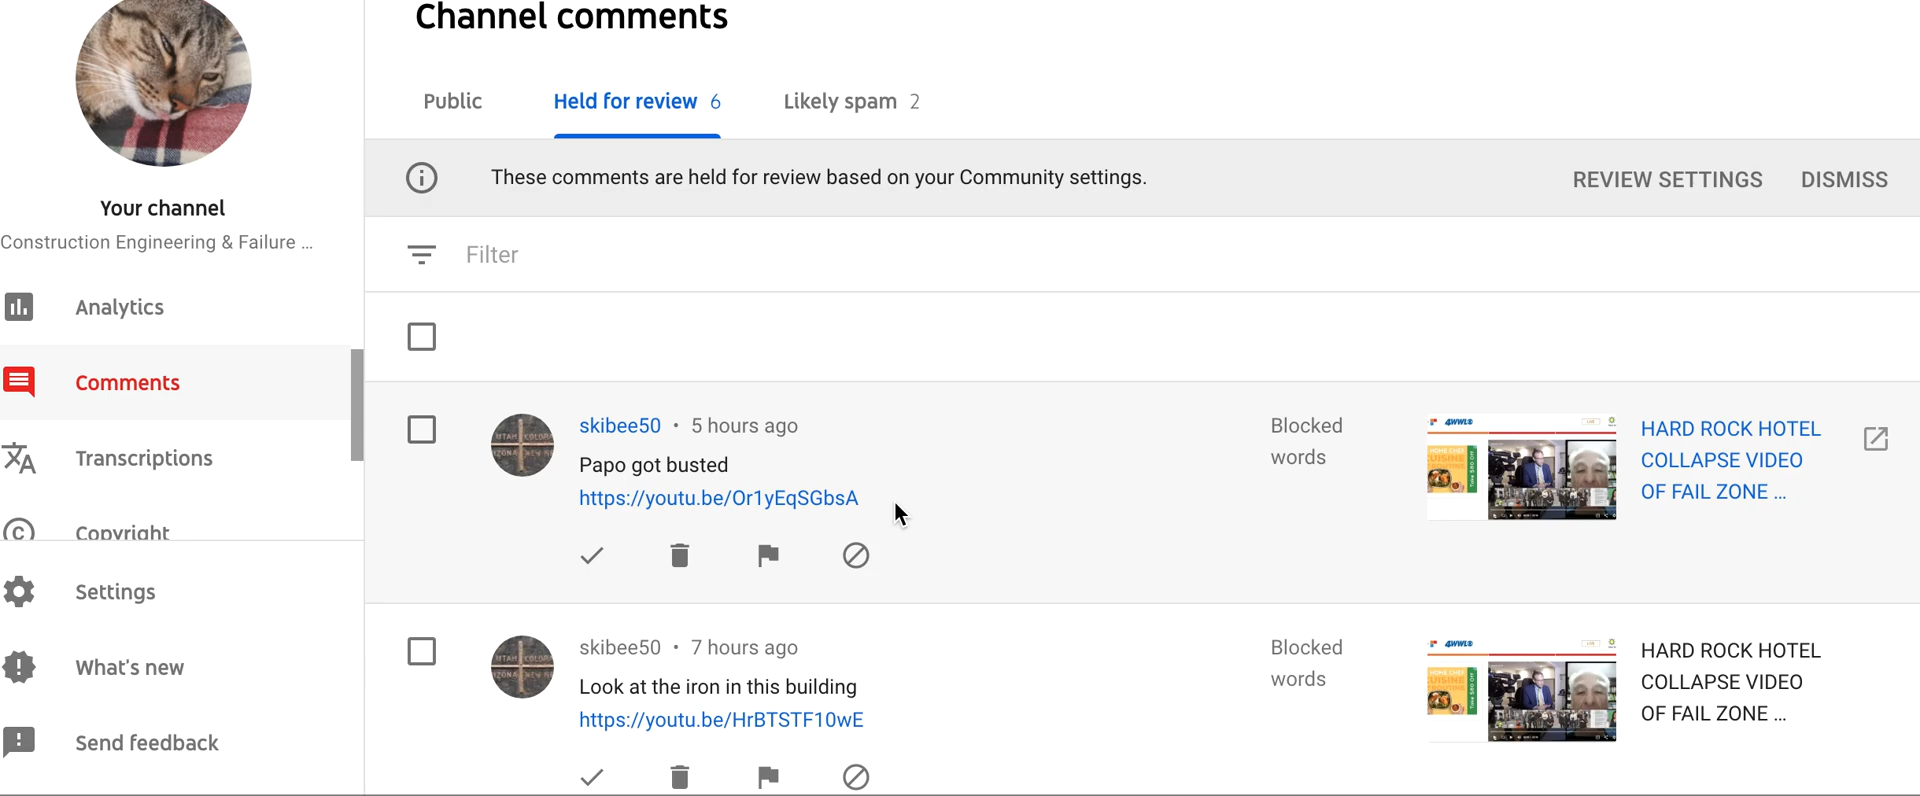 Channel comments
Public
Held for review 6
Likely spam 2
These comments are held for review based on your Community settings.
REVIEW SETTINGS
DISMISS
Filter
Your channel
Construction Engineering & Failure ...
Analytics
Comments
Transcriptions
Copyright
Settings
What's new
Send feedback
skibee50 • 5 hours ago
Papo got busted
https://youtu.be/Or1yEqSGbsA
Blocked
words
4WWL
HARD ROCK HOTEL
COLLAPSE VIDEO
OF FAIL ZONE ...
skibee50 • 7 hours ago
Look at the iron in this building
https://youtu.be/HrBTSTF10wE
Blocked
words
4WWL
HARD ROCK HOTEL
COLLAPSE VIDEO
OF FAIL ZONE ...